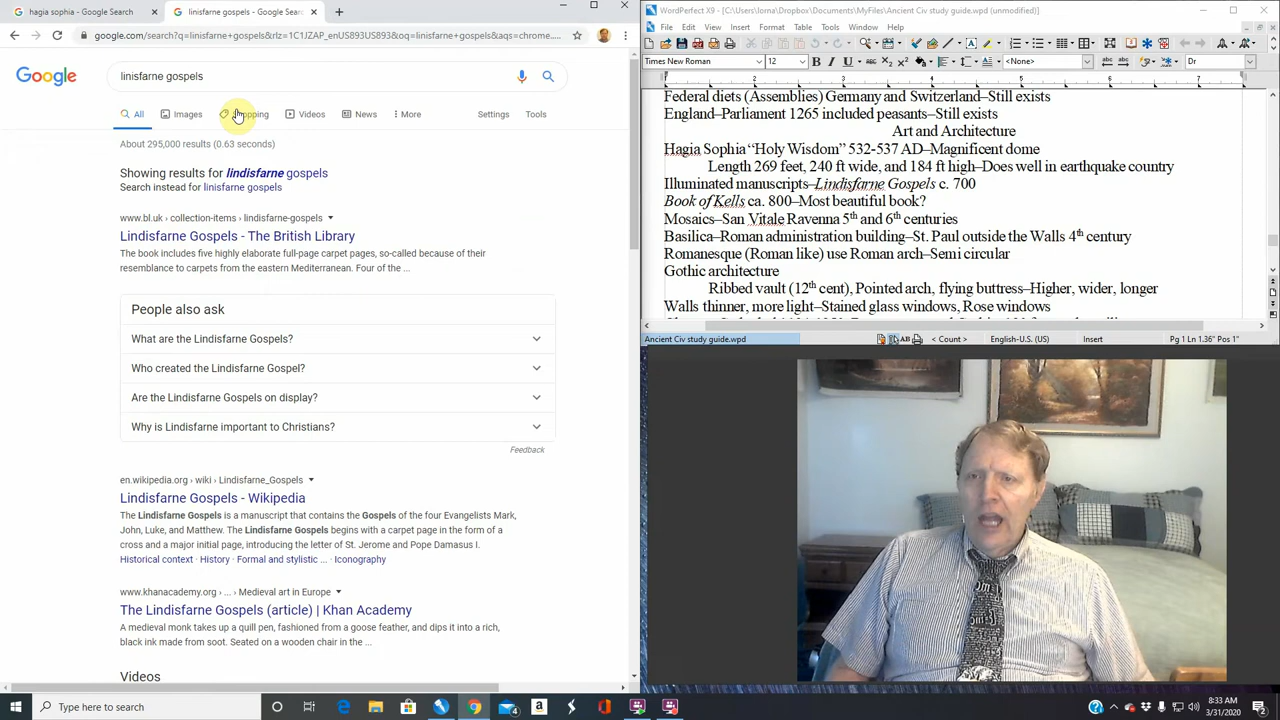 hagia sophia - Google Search
linisfarne gospels - Google Sear
google.com/search?q=linisfarne+gospels&rlz=1C1JZAP_enUS893US893&oq=linisfarne+gospels&aqs=chrome....
Google
linisfarne gospels
All
Images
Shopping
Videos
News
More
Settings
Tools
About 295,000 results (0.63 seconds)
Showing results for lindisfarne gospels
Search instead for linisfarne gospels
www.bl.uk › collection-items › lindisfarne-gospels
Lindisfarne Gospels - The British Library
The book includes five highly elaborate full-page carpet pages, so-called because of their
resemblance to carpets from the eastern Mediterranean. Four of the ...
People also ask
What are the Lindisfarne Gospels?
Who created the Lindisfarne Gospel?
Are the Lindisfarne Gospels on display?
Why is Lindisfarne important to Christians?
Feedback
en.wikipedia.org › wiki › Lindisfarne_Gospels
Lindisfarne Gospels - Wikipedia
The Lindisfarne Gospels is a manuscript that contains the Gospels of the four Evangelists Mark,
John, Luke, and Matthew. The Lindisfarne Gospels begins with a carpet page in the form of a
cross and a major initial page, introducing the letter of St. Jerome and Pope Damasus I.
Historical context · History · Formal and stylistic ... · Iconography
www.khanacademy.org › ... › Medieval art in Europe
The Lindisfarne Gospels (article) | Khan Academy
A medieval monk takes up a quill pen, fashioned from a goose feather, and dips it into a rich,
black ink made from soot. Seated on a wooden chair in the ...
Videos
WordPerfect X9 - [C:\Users\lorna\Dropbox\Documents\MyFiles\Ancient Civ study guide.wpd (unmodified)]
File Edit View Insert Format Table Tools Window Help
Times New Roman 12 <None> Dr
Federal diets (Assemblies) Germany and Switzerland–Still exists
England–Parliament 1265 included peasants–Still exists
Art and Architecture
Hagia Sophia “Holy Wisdom” 532-537 AD–Magnificent dome
Length 269 feet, 240 ft wide, and 184 ft high–Does well in earthquake country
Illuminated manuscripts–Lindisfarne Gospels c. 700
Book of Kells ca. 800–Most beautiful book?
Mosaics–San Vitale Ravenna 5th and 6th centuries
Basilica–Roman administration building–St. Paul outside the Walls 4th century
Romanesque (Roman like) use Roman arch–Semi circular
Gothic architecture
Ribbed vault (12th cent), Pointed arch, flying buttress–Higher, wider, longer
Walls thinner, more light–Stained glass windows, Rose windows
Ancient Civ study guide.wpd
AB
< Count >
English-U.S. (US)
Insert
Pg 1 Ln 1.36" Pos 1"
Type here to search
8:33 AM
3/31/2020